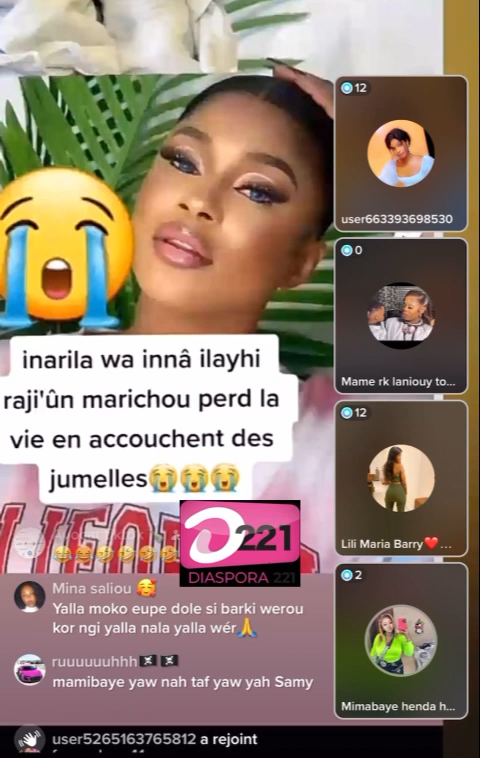 12
user663393698530
0
Mame rk laniouy to...
inarila wa innâ ilayhi
raji'ûn marichou perd la
vie en accouchent des
jumelles😭😭😭
12
Lili Maria Barry❤️...
221
DIASPORA 221
Mina saliou 🥰
Yalla moko eupe dole si barki werou
kor ngi yalla nala yalla wér🙏
2
ruuuuuuhhh🏴‍☠️🏴‍☠️
mamibaye yaw nah taf yaw yah Samy
Mimabaye henda h...
user5265163765812 a rejoint